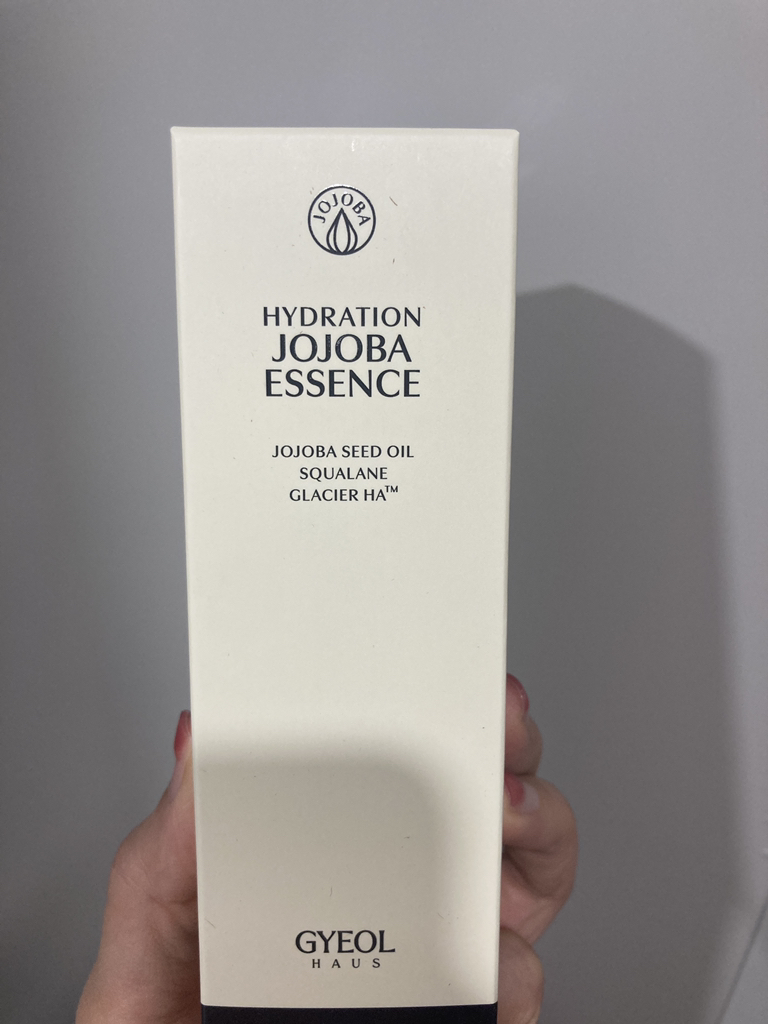 JOJOBA
HYDRATION
JOJOBA
ESSENCE
JOJOBA SEED OIL
SQUALANE
GLACIER HA™
GYEOL
HAUS